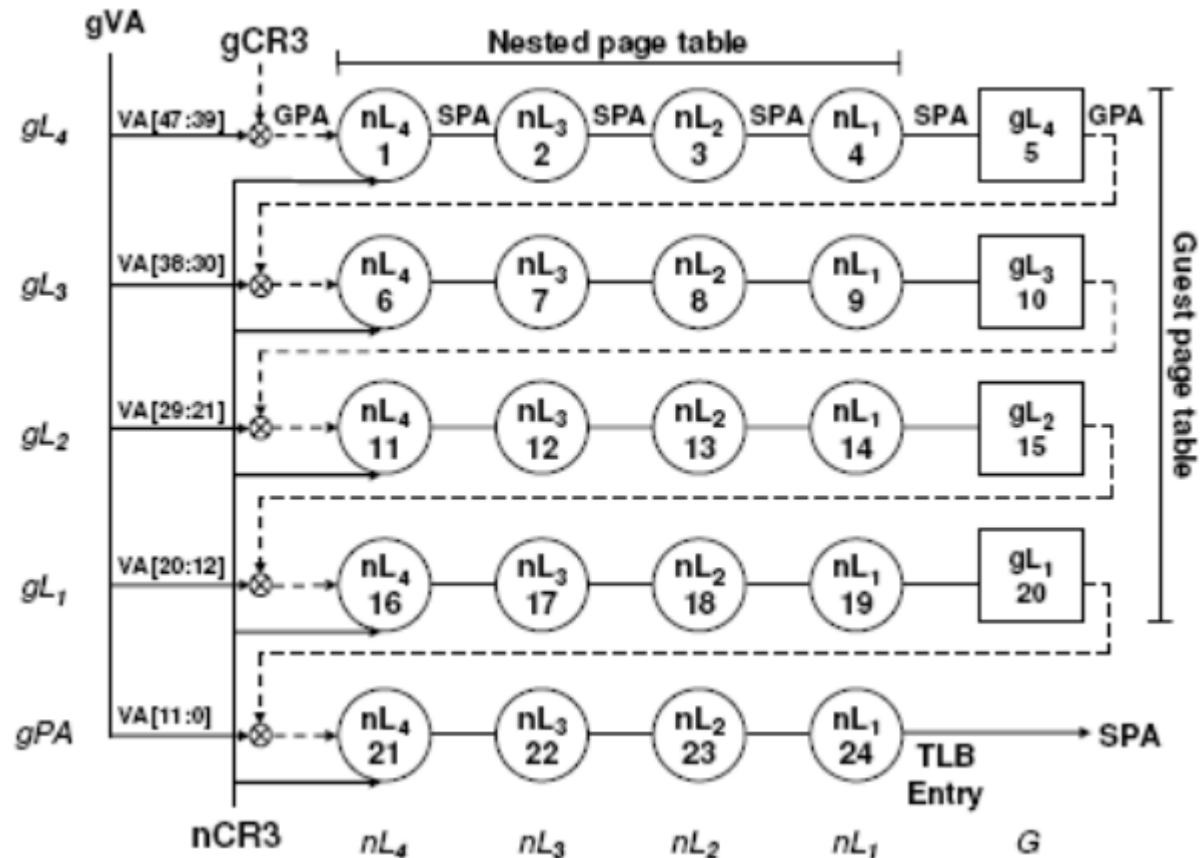 gVA
gCR3
Nested page table
gL4 VA[47:39] GPA nL4 1 SPA nL3 2 SPA nL2 3 SPA nL1 4 SPA gL4 5 GPA
gL3 VA[38:30] nL4 6 nL3 7 nL2 8 nL1 9 gL3 10
Guest page table
gL2 VA[29:21] nL4 11 nL3 12 nL2 13 nL1 14 gL2 15
gL1 VA[20:12] nL4 16 nL3 17 nL2 18 nL1 19 gL1 20
gPA VA[11:0] nL4 21 nL3 22 nL2 23 nL1 24 SPA
TLB
Entry
nCR3 nL4 nL3 nL2 nL1 G